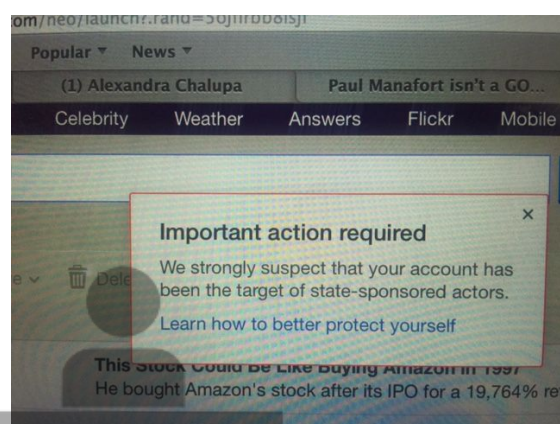 Popular News
(1) Alexandra Chalupa Paul Manafort isn't a GO...
Celebrity Weather Answers Flickr Mobile
Important action required
×
We strongly suspect that your account has
been the target of state-sponsored actors.
Learn how to better protect yourself
Dele
This Stock Could Be Like Buying Amazon in 1997
He bought Amazon's stock after its IPO for a 19,764% re